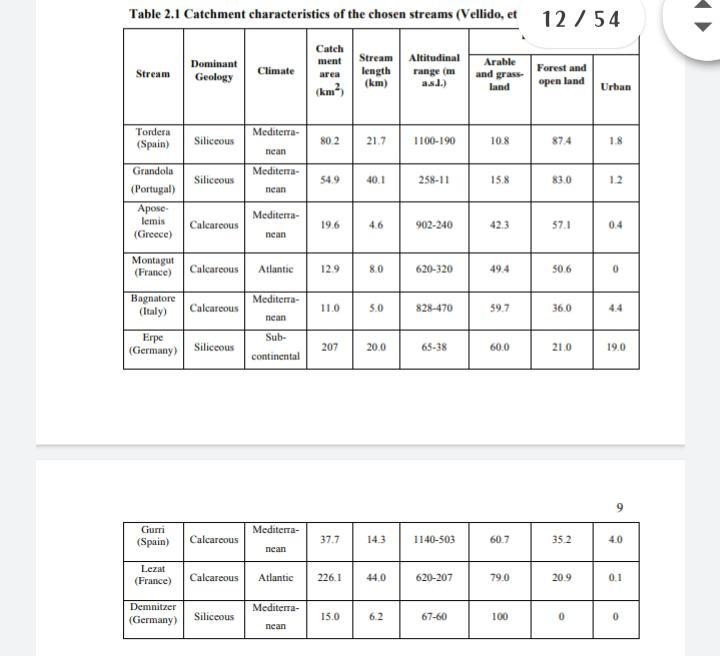 Table 2.1 Catchment characteristics of the chosen streams (Vellido, et
12 / 54
Stream Dominant Geology Climate Catch ment area (km2) Stream length (km) Altitudinal range (m a.s.l.) Arable and grass-land Forest and open land Urban
Tordera (Spain) Siliceous Mediterra-nean 80.2 21.7 1100-190 10.8 87.4 1.8
Grandola (Portugal) Siliceous Mediterra-nean 54.9 40.1 258-11 15.8 83.0 1.2
Apose-lemis (Greece) Calcareous Mediterra-nean 19.6 4.6 902-240 42.3 57.1 0.4
Montagut (France) Calcareous Atlantic 12.9 8.0 620-320 49.4 50.6 0
Bagnatore (Italy) Calcareous Mediterra-nean 11.0 5.0 828-470 59.7 36.0 4.4
Erpe (Germany) Siliceous Sub-continental 207 20.0 65-38 60.0 21.0 19.0
9
Gurri (Spain) Calcareous Mediterra-nean 37.7 14.3 1140-503 60.7 35.2 4.0
Lezat (France) Calcareous Atlantic 226.1 44.0 620-207 79.0 20.9 0.1
Demnitzer (Germany) Siliceous Mediterra-nean 15.0 6.2 67-60 100 0 0